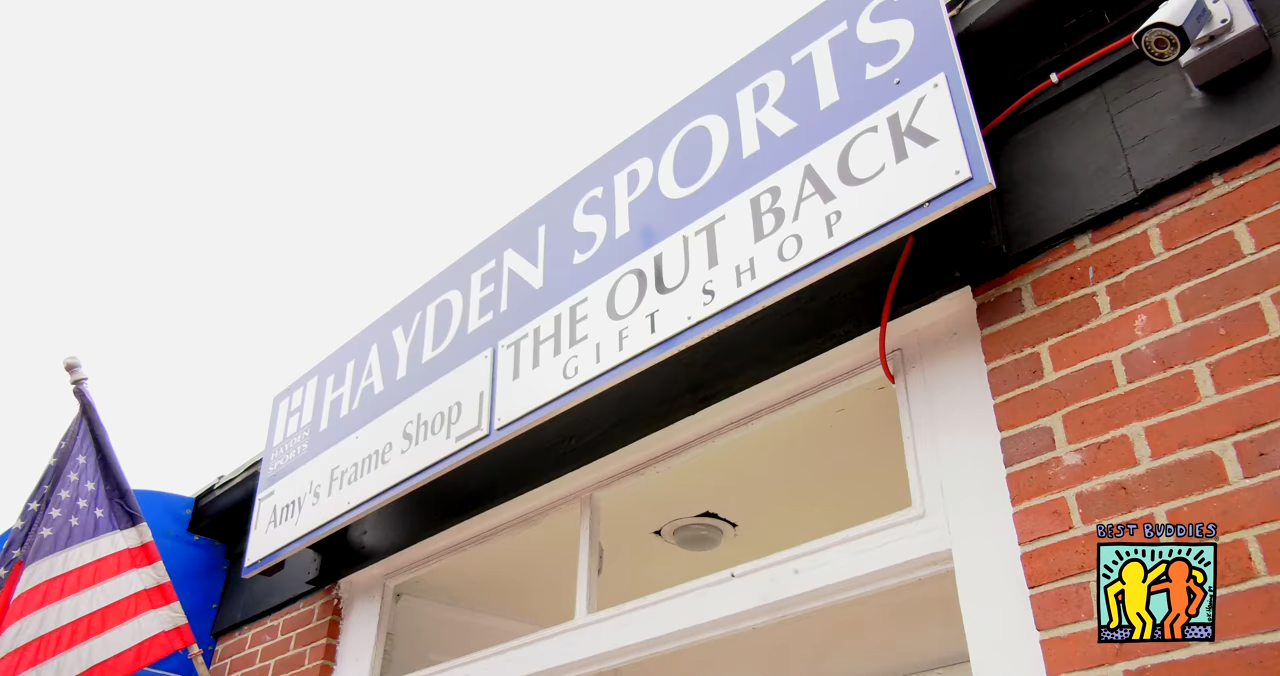 HAYDEN SPORTS
HAYDEN
SPORTS
Amy's Frame Shop
THE OUT BACK
GIFT · SHOP
BEST BUDDIES